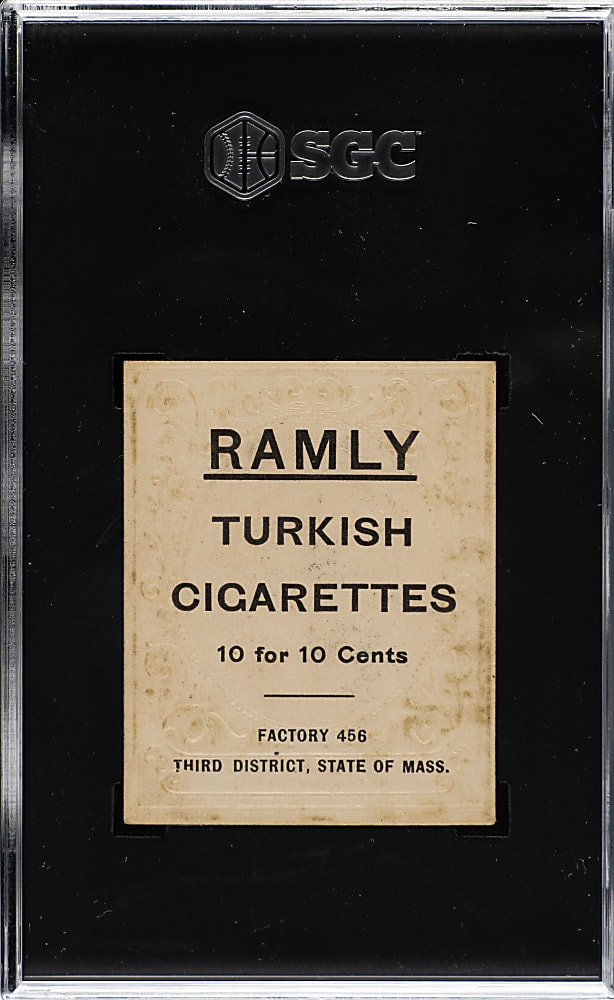 SGC
RAMLY
TURKISH
CIGARETTES
10 for 10 Cents
FACTORY 456
THIRD DISTRICT, STATE OF MASS.